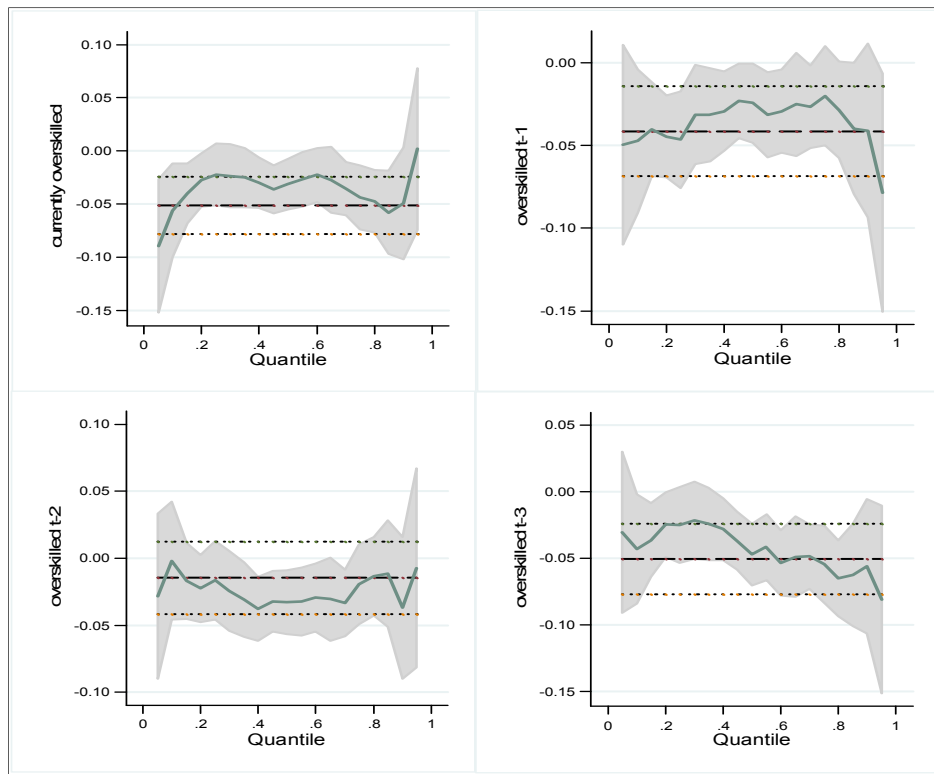 currently overskilled
0.10
0.05
0.00
-0.05
-0.10
-0.15
0 .2 .4 .6 .8 1
Quantile
overskilled t-1
0.00
-0.05
-0.10
-0.15
0 .2 .4 .6 .8 1
Quantile
overskilled t-2
0.10
0.05
0.00
-0.05
-0.10
0 .2 .4 .6 .8 1
Quantile
overskilled t-3
0.05
0.00
-0.05
-0.10
-0.15
0 .2 .4 .6 .8 1
Quantile